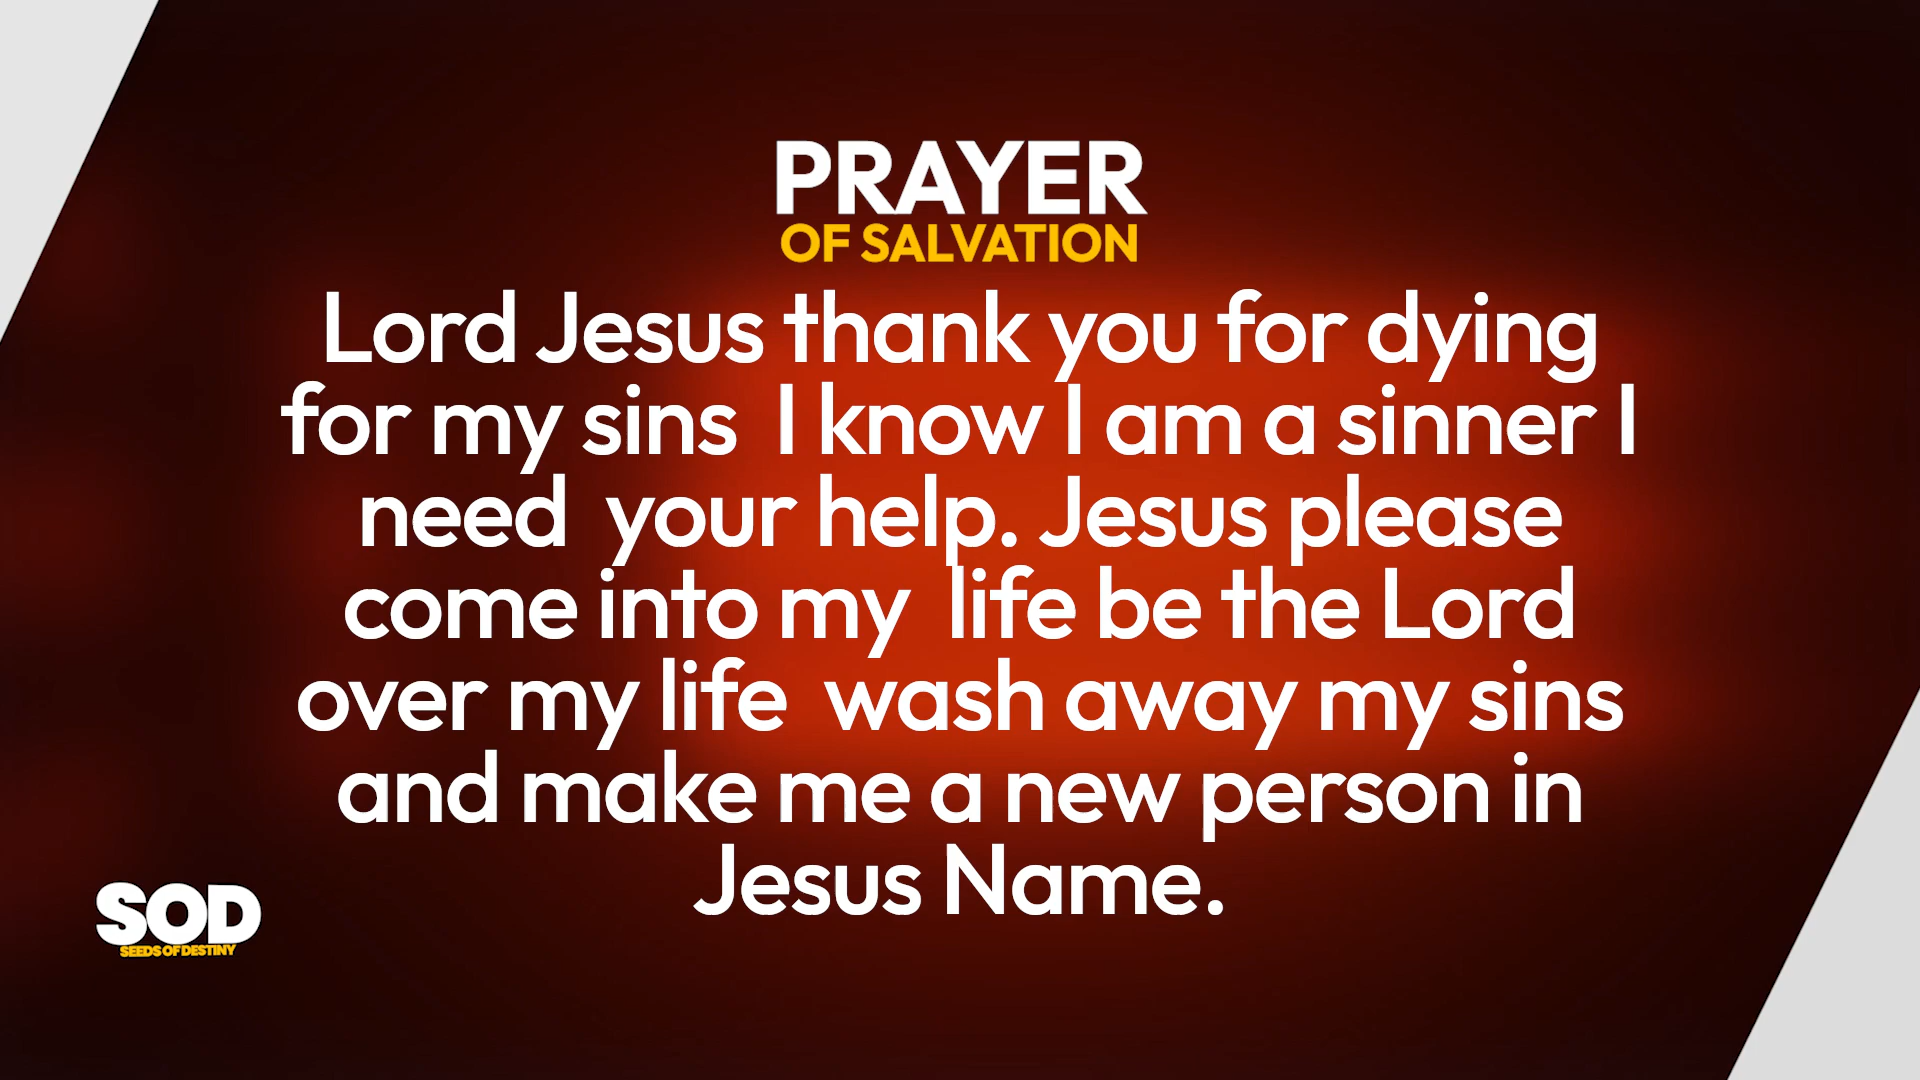 PRAYER
OF SALVATION
Lord Jesus thank you for dying
for my sins  I know I am a sinner I
need  your help. Jesus please
come into my  life be the Lord
over my life  wash away my sins
and make me a new person in
Jesus Name.
SOD
SEEDS OF DESTINY